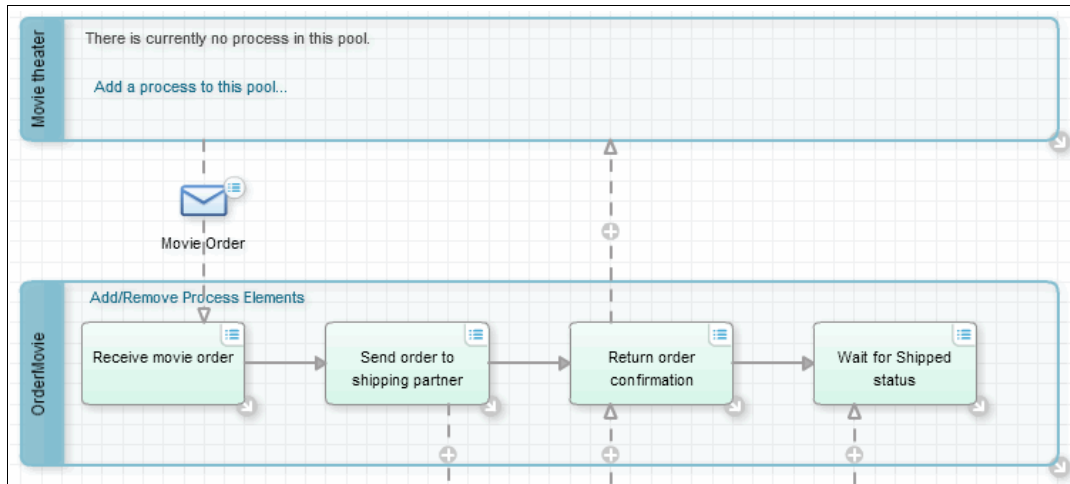 Movie theater
There is currently no process in this pool.
Add a process to this pool...
Movie Order
OrderMovie
Add/Remove Process Elements
Receive movie order
Send order to
shipping partner
Return order
confirmation
Wait for Shipped
status